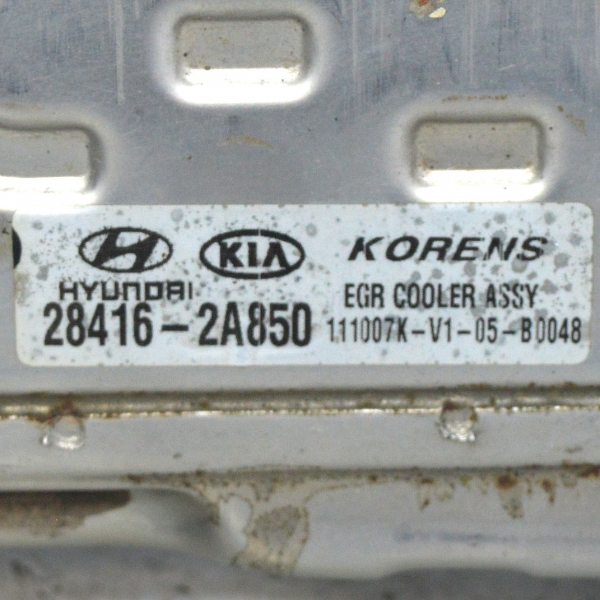 HYUNDAI KIA KORENS
EGR COOLER ASSY
28416-2A850 111007K-V1-05-B0048